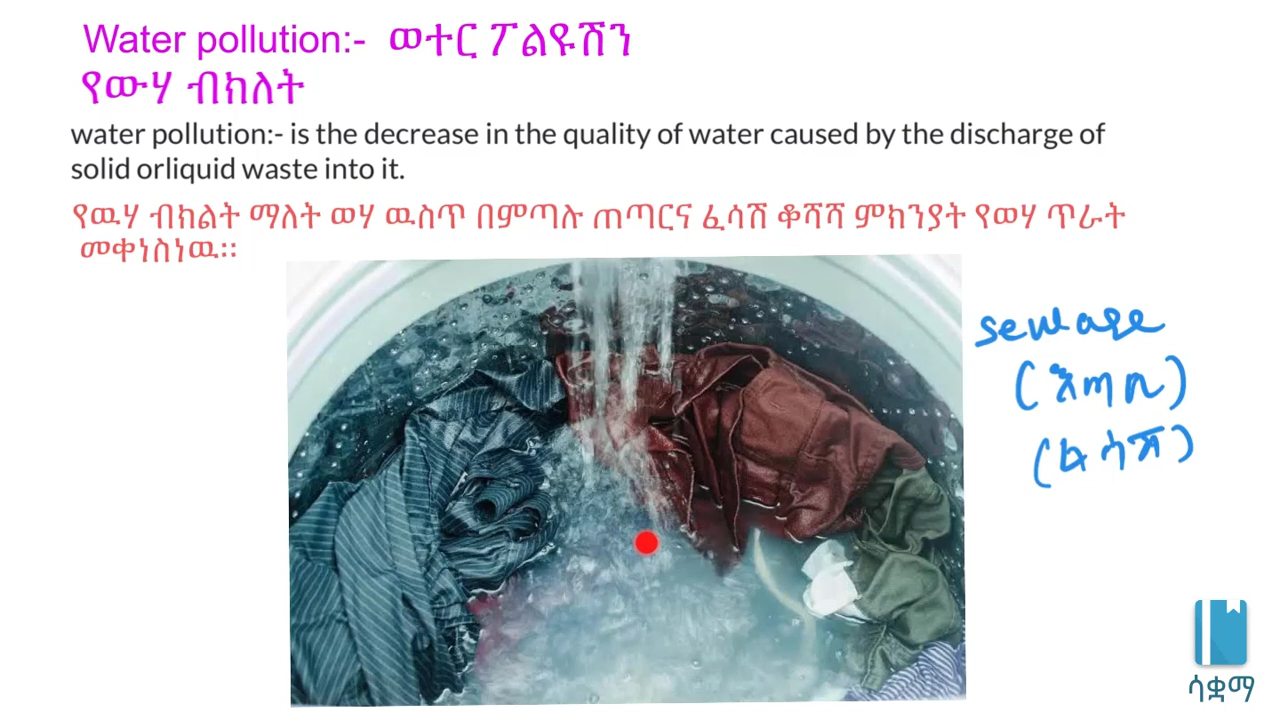 Water pollution:- ወተር ፖልዩሽን
የውሃ ብክለት
water pollution:- is the decrease in the quality of water caused by the discharge of
solid orliquid waste into it.
የዉሃ ብክልት ማለት ወሃ ዉስጥ በምጣሉ ጠጣርና ፈሳሽ ቆሻሻ ምክንያት የወሃ ጥራት
መቀነስነዉ፡፡
sewage
(እጣቢ)
(ፈሳሽ)
ሳቋማ